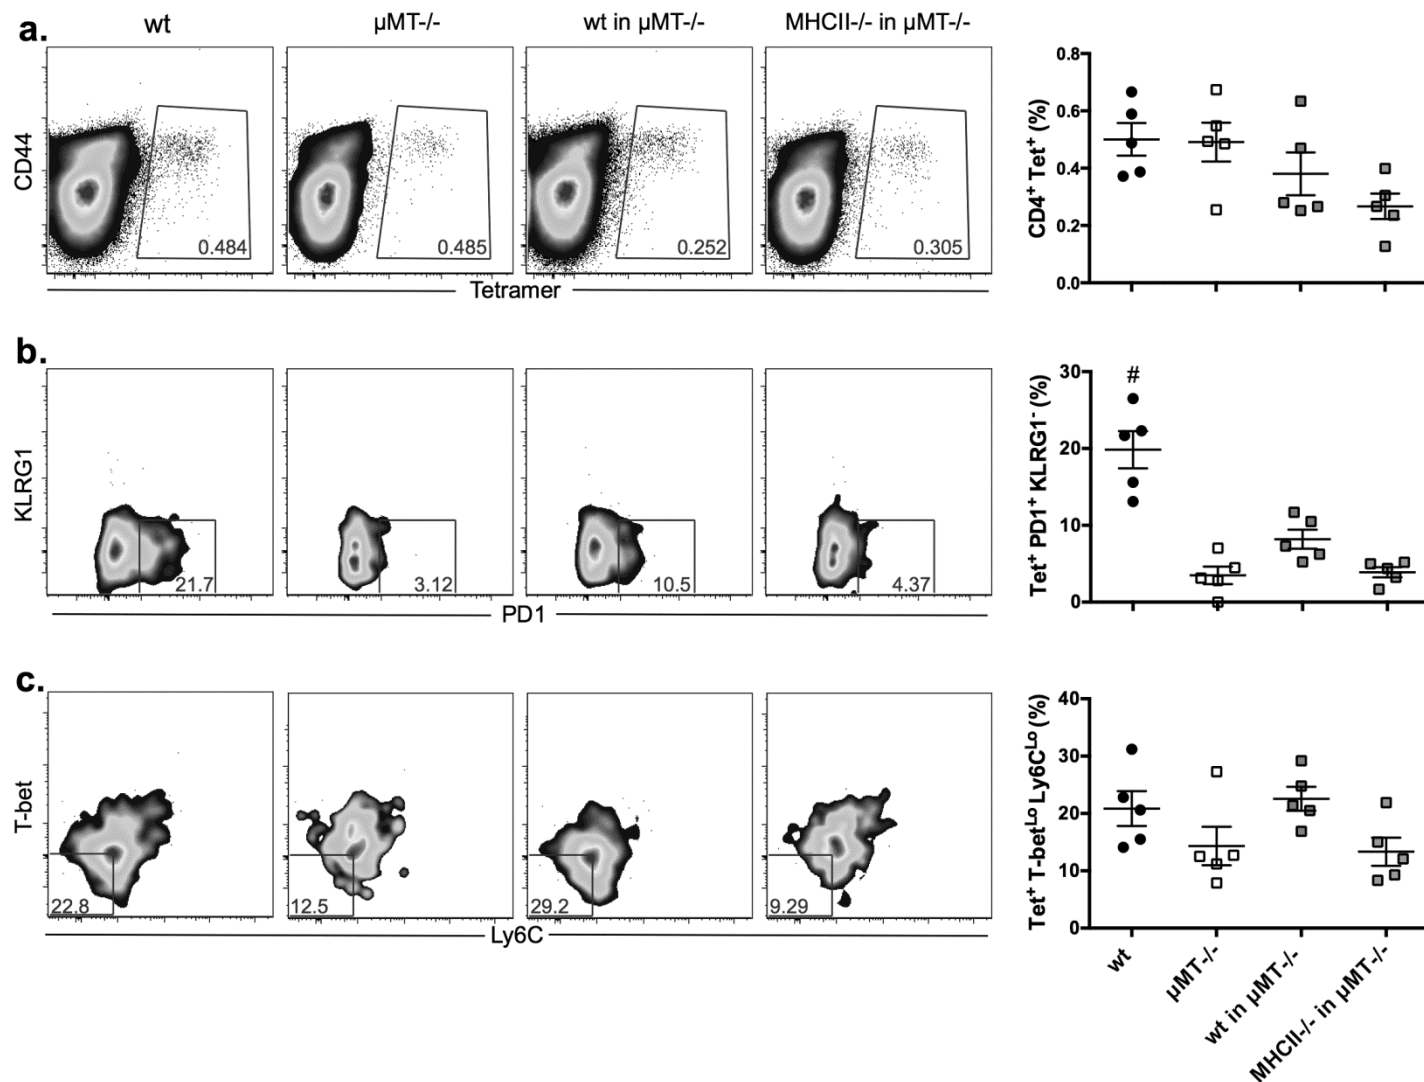 a.
wt
µMT-/-
wt in µMT-/-
MHCII-/- in µMT-/-
CD44
0.484
0.485
0.252
0.305
Tetramer
CD4+ Tet+ (%)
0.8
0.6
0.4
0.2
0.0
b.
KLRG1
21.7
3.12
10.5
4.37
PD1
Tet+ PD1+ KLRG1- (%)
30
20
10
0
#
c.
T-bet
22.8
12.5
29.2
9.29
Ly6C
Tet+ T-betLo Ly6CLo (%)
40
30
20
10
0
wt
µMT-/-
wt in µMT-/-
MHCII-/- in µMT-/-